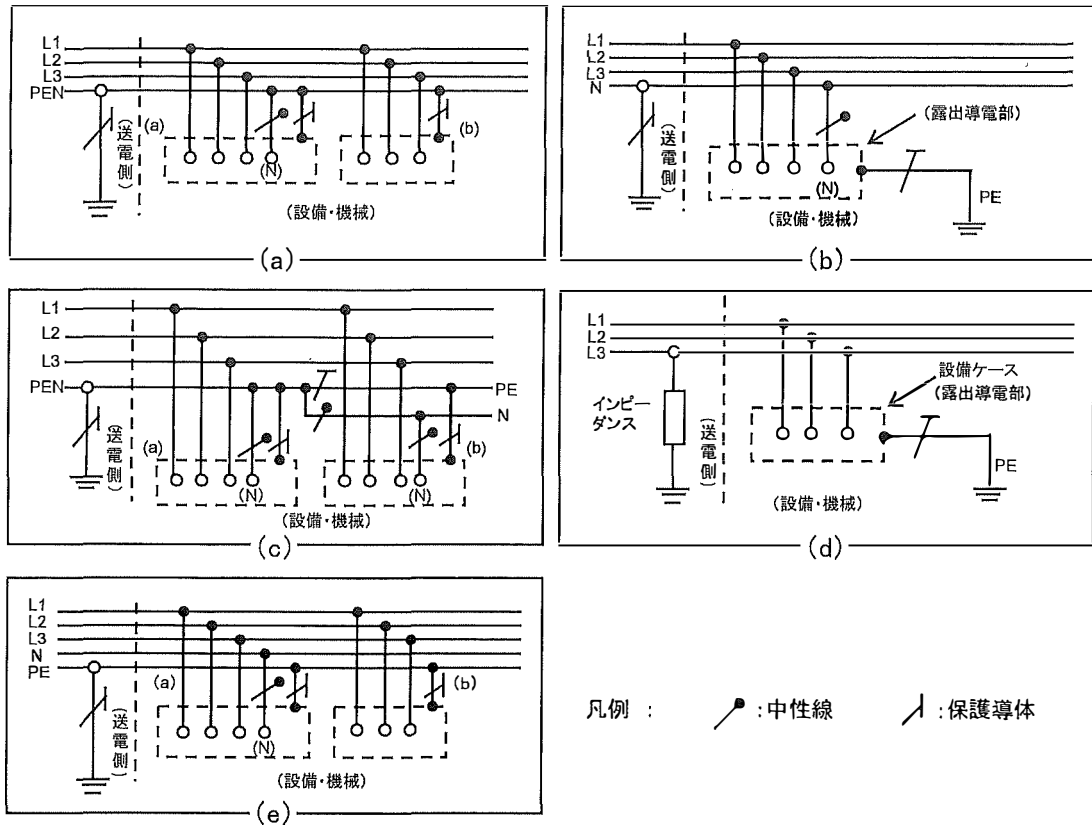 L1
L2
L3
PEN
(送電側)
(a)
(b)
(N)
(設備・機械)
(a)
L1
L2
L3
N
(送電側)
(露出導電部)
(N)
PE
(設備・機械)
(b)
L1
L2
L3
PEN
PE
N
(送電側)
(a)
(b)
(N)
(N)
(設備・機械)
(c)
L1
L2
L3
インピー
ダンス
(送電側)
設備ケース
(露出導電部)
PE
(設備・機械)
(d)
L1
L2
L3
N
PE
(送電側)
(a)
(b)
(N)
(設備・機械)
(e)
凡例 : :中性線 :保護導体